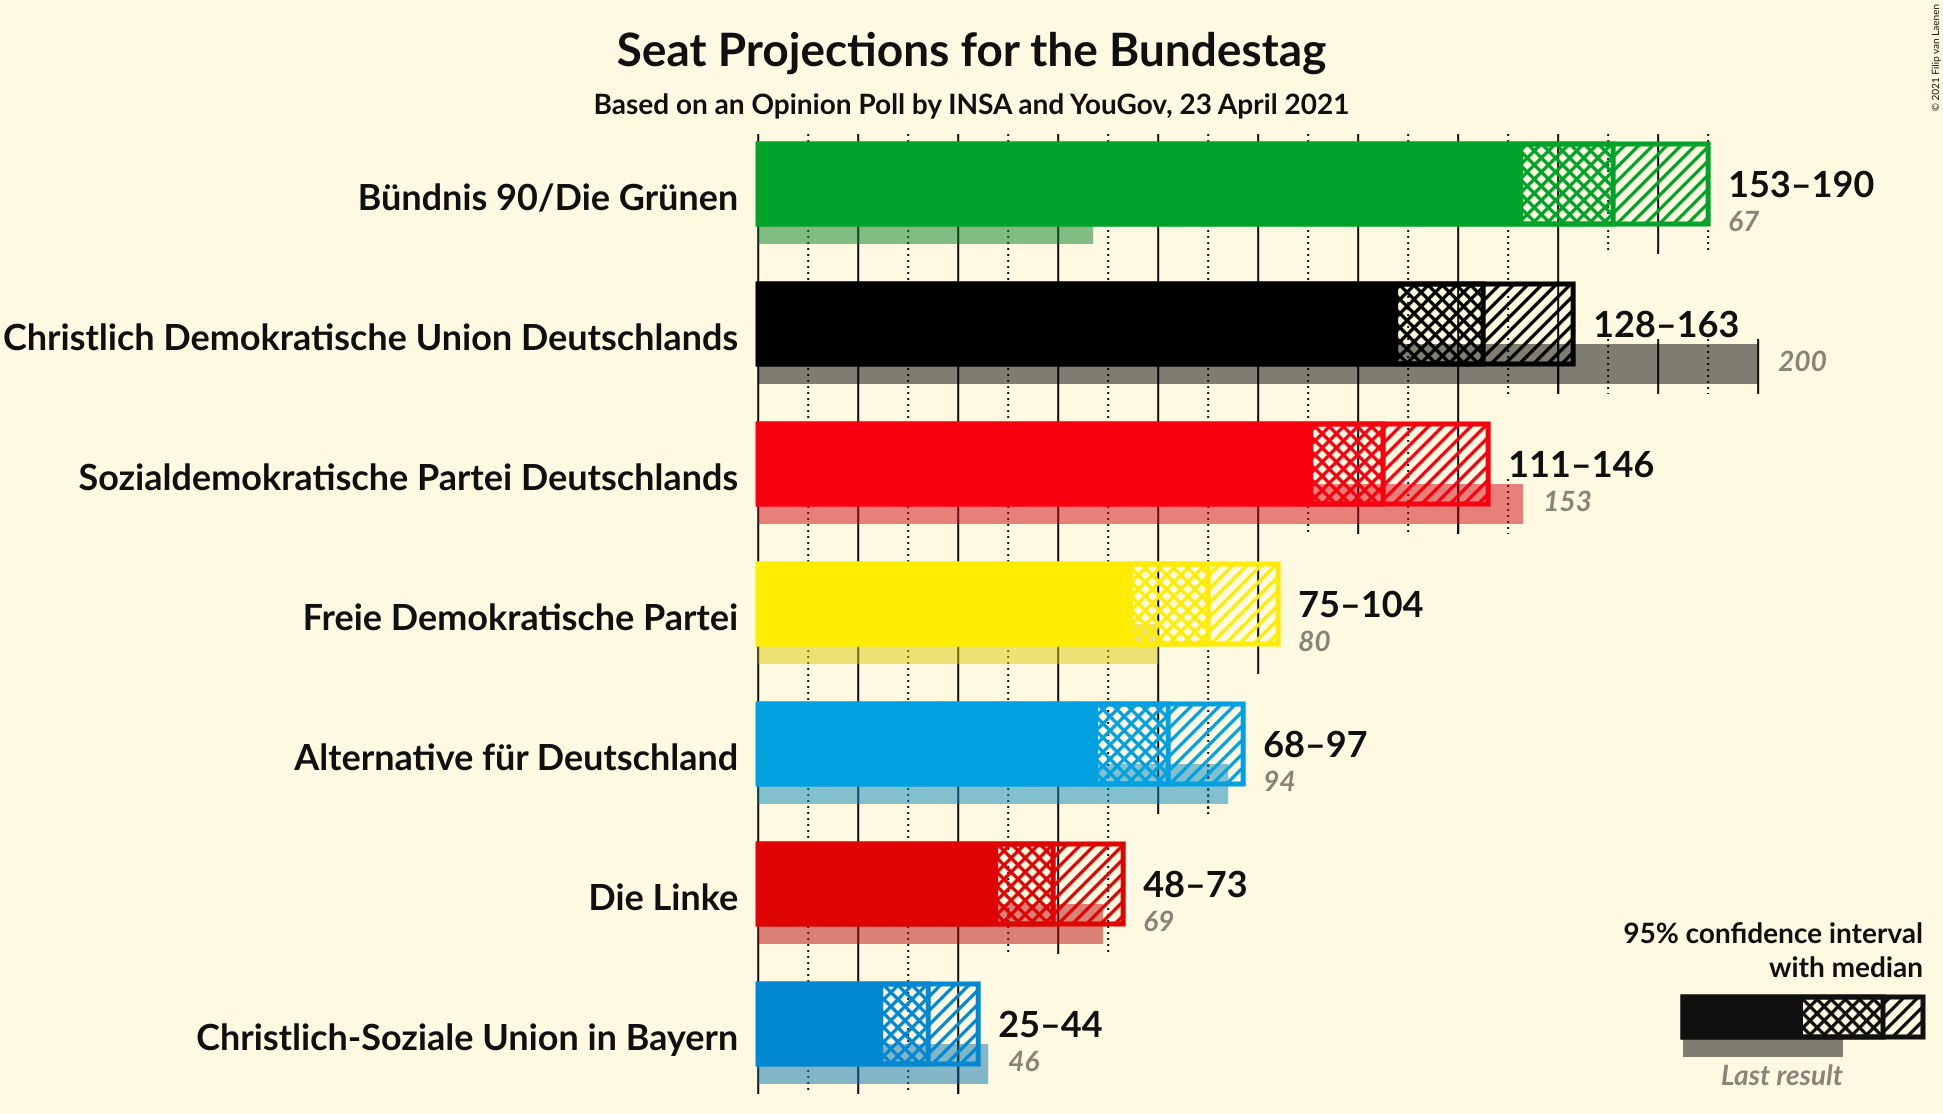 Seat Projections for the Bundestag
Based on an Opinion Poll by INSA and YouGov, 23 April 2021
© 2021 Filip van Laenen
Bündnis 90/Die Grünen
153–190
67
Christlich Demokratische Union Deutschlands
128–163
200
Sozialdemokratische Partei Deutschlands
111–146
153
Freie Demokratische Partei
75–104
80
Alternative für Deutschland
68–97
94
Die Linke
48–73
69
Christlich-Soziale Union in Bayern
25–44
46
95% confidence interval
with median
Last result